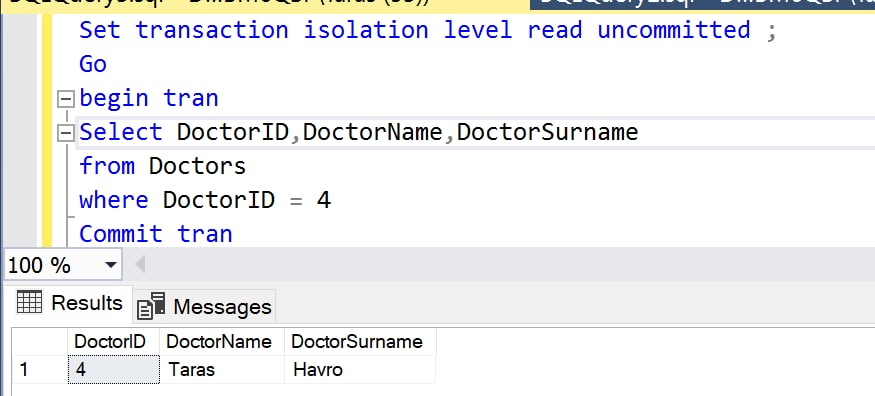 Set transaction isolation level read uncommitted ;
Go
begin tran
Select DoctorID,DoctorName,DoctorSurname
from Doctors
where DoctorID = 4
Commit tran
100 %
Results Messages
DoctorID DoctorName DoctorSurname
1 4 Taras Havro